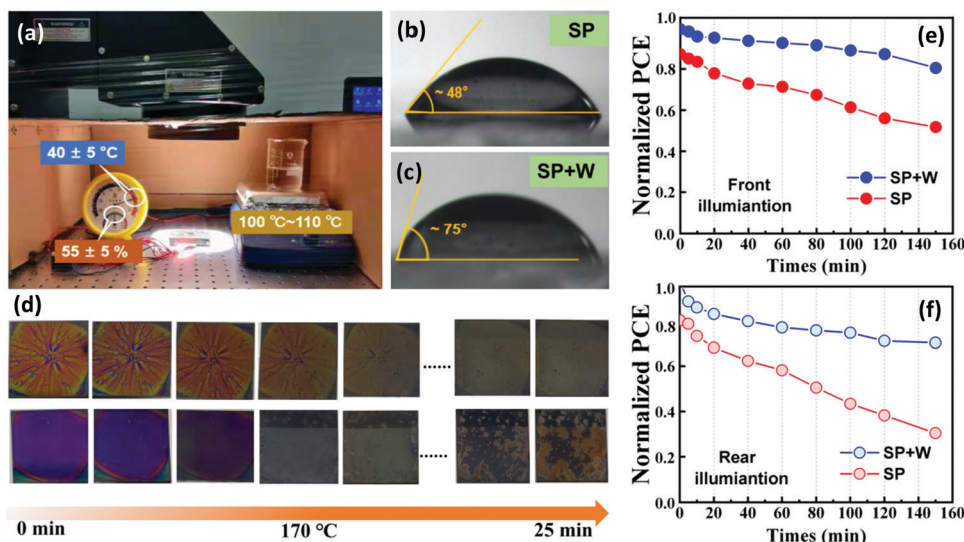 (a)
40 ± 5 °C
55 ± 5 %
100 ℃~110 ℃
(b)
SP
~ 48°
(c)
SP+W
~ 75°
(d)
......
......
0 min
170 ℃
25 min
(e)
Normalized PCE
1.0
0.8
0.6
0.4
0.2
0.0
SP+W
SP
Front
illumiantion
0 20 40 60 80 100 120 140 160
Times (min)
(f)
Normalized PCE
1.0
0.8
0.6
0.4
0.2
0.0
SP+W
SP
Rear
illumiantion
0 20 40 60 80 100 120 140 160
Times (min)